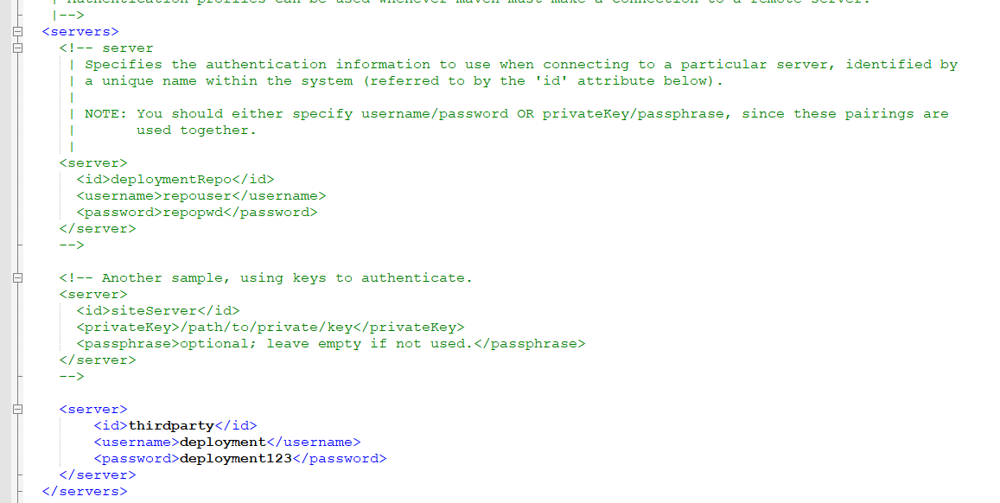 | Authentication profiles can be used whenever maven must make a connection to a remote server.
|-->
<servers>
<!-- server
| Specifies the authentication information to use when connecting to a particular server, identified by
| a unique name within the system (referred to by the 'id' attribute below).
|
| NOTE: You should either specify username/password OR privateKey/passphrase, since these pairings are
|       used together.
|
<server>
<id>deploymentRepo</id>
<username>repouser</username>
<password>repopwd</password>
</server>
-->
<!-- Another sample, using keys to authenticate.
<server>
<id>siteServer</id>
<privateKey>/path/to/private/key</privateKey>
<passphrase>optional; leave empty if not used.</passphrase>
</server>
-->
<server>
<id>thirdparty</id>
<username>deployment</username>
<password>deployment123</password>
</server>
</servers>